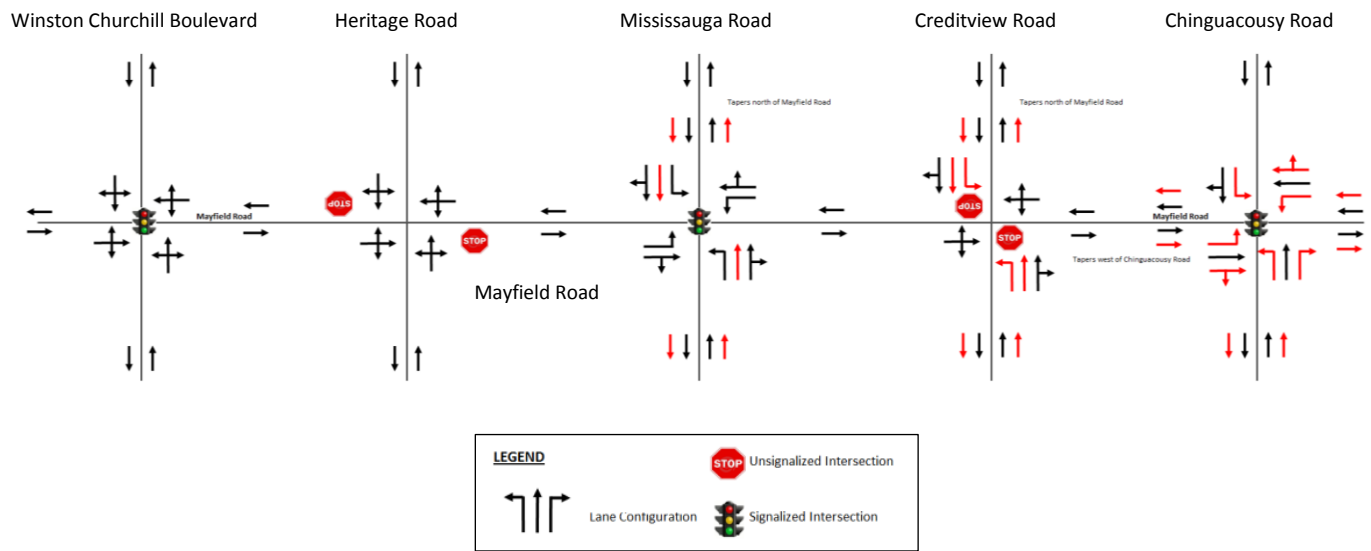 Winston Churchill Boulevard
Heritage Road
Mississauga Road
Creditview Road
Chinguacousy Road
Tapers north of Mayfield Road
Tapers north of Mayfield Road
STOP
STOP
Mayfield Road
Mayfield Road
STOP
STOP
Tapers west of Chinguacousy Road
Mayfield Road
LEGEND
STOP Unsignalized Intersection
Lane Configuration
Signalized Intersection